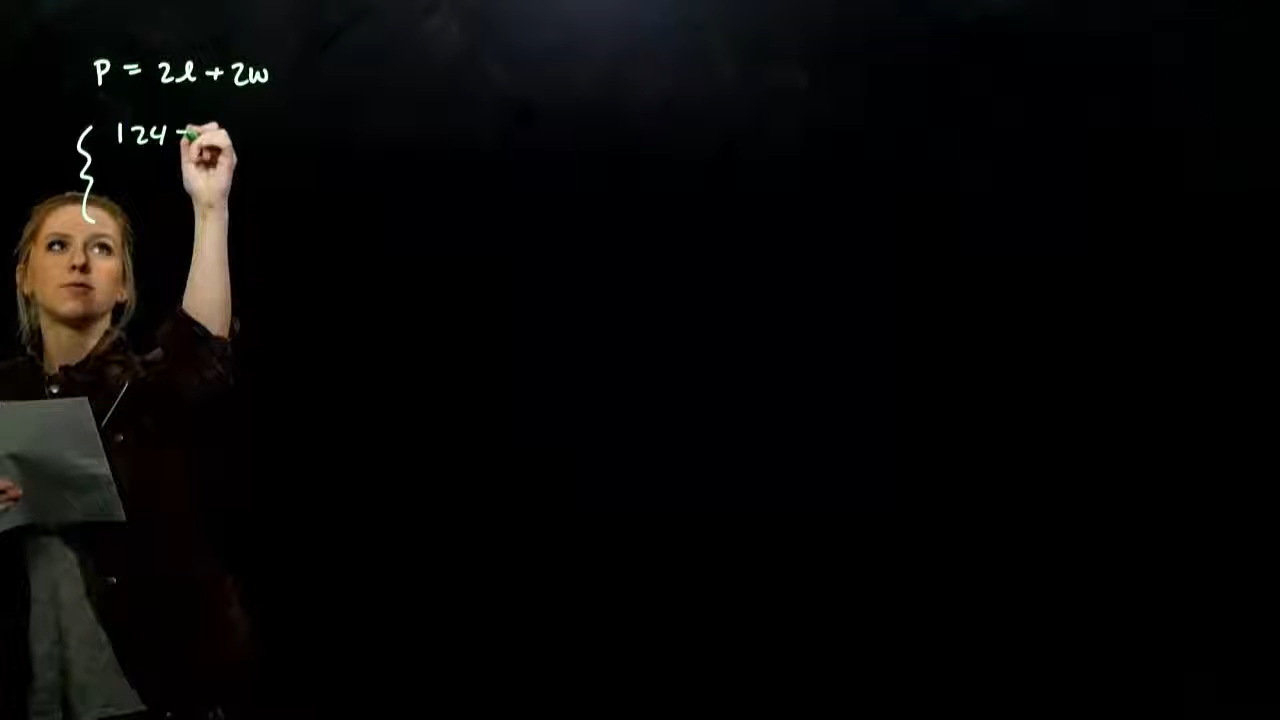 P = 2l + 2w
{ 124 =